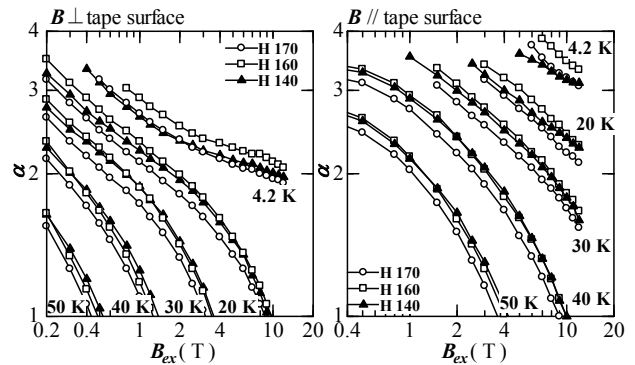 B ⊥ tape surface
B // tape surface
4
H 170
H 160
H 140
3
α
2
4.2 K
50 K 40 K 30 K 20 K
1
0.2 0.4 1 2 4 10 20
B_ex ( T )
4
4.2 K
3
20 K
2
30 K
H 170
H 160
H 140
50 K
40 K
1
0.4 1 2 4 10 20
B_ex ( T )